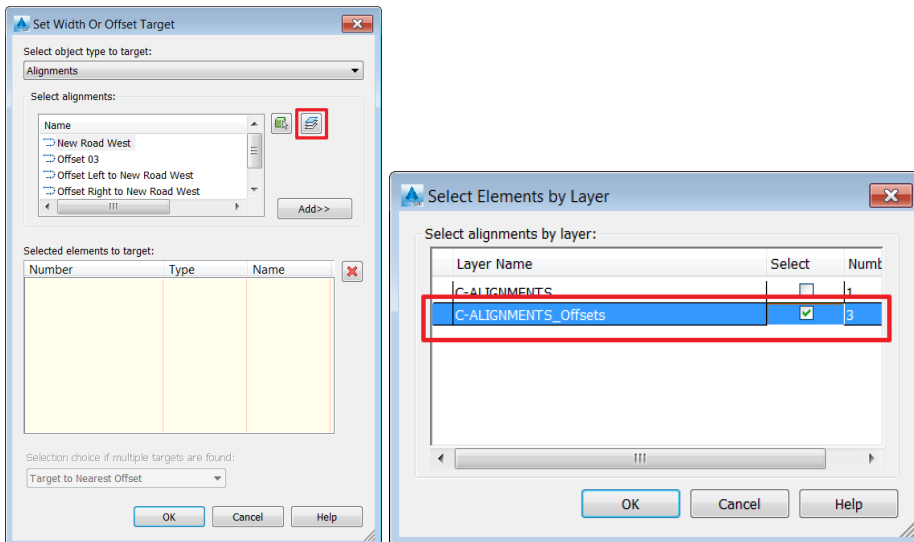 Set Width Or Offset Target
Select object type to target:
Alignments
Select alignments:
Name
New Road West
Offset 03
Offset Left to New Road West
Offset Right to New Road West
Add>>
Selected elements to target:
Number Type Name
Selection choice if multiple targets are found:
Target to Nearest Offset
OK Cancel Help
Select Elements by Layer
Select alignments by layer:
Layer Name Select Numb
C-ALIGNMENTS 1
C-ALIGNMENTS_Offsets 3
OK Cancel Help